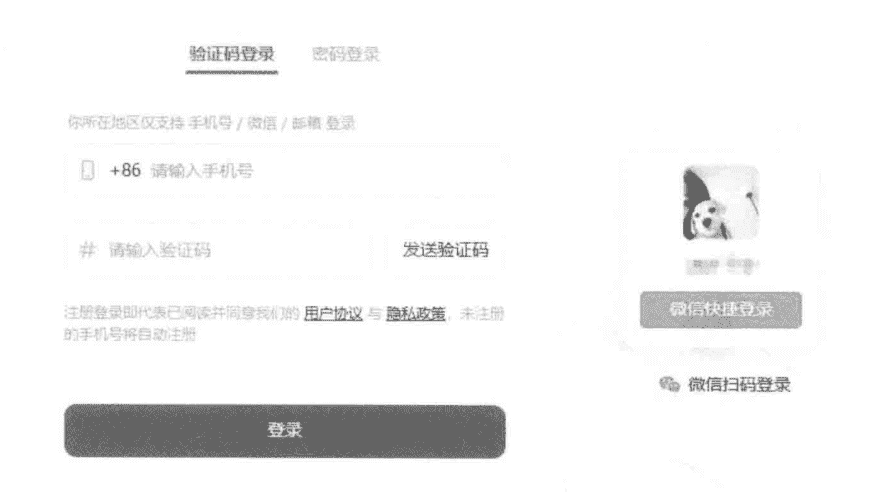 验证码登录 密码登录
你所在地区仅支持 手机号 / 微信 / 邮箱 登录
+86 请输入手机号
# 请输入验证码 发送验证码
注册登录即代表已阅读并同意我们的 用户协议 与 隐私政策，未注册
的手机号将自动注册
登录
微信快捷登录
微信扫码登录